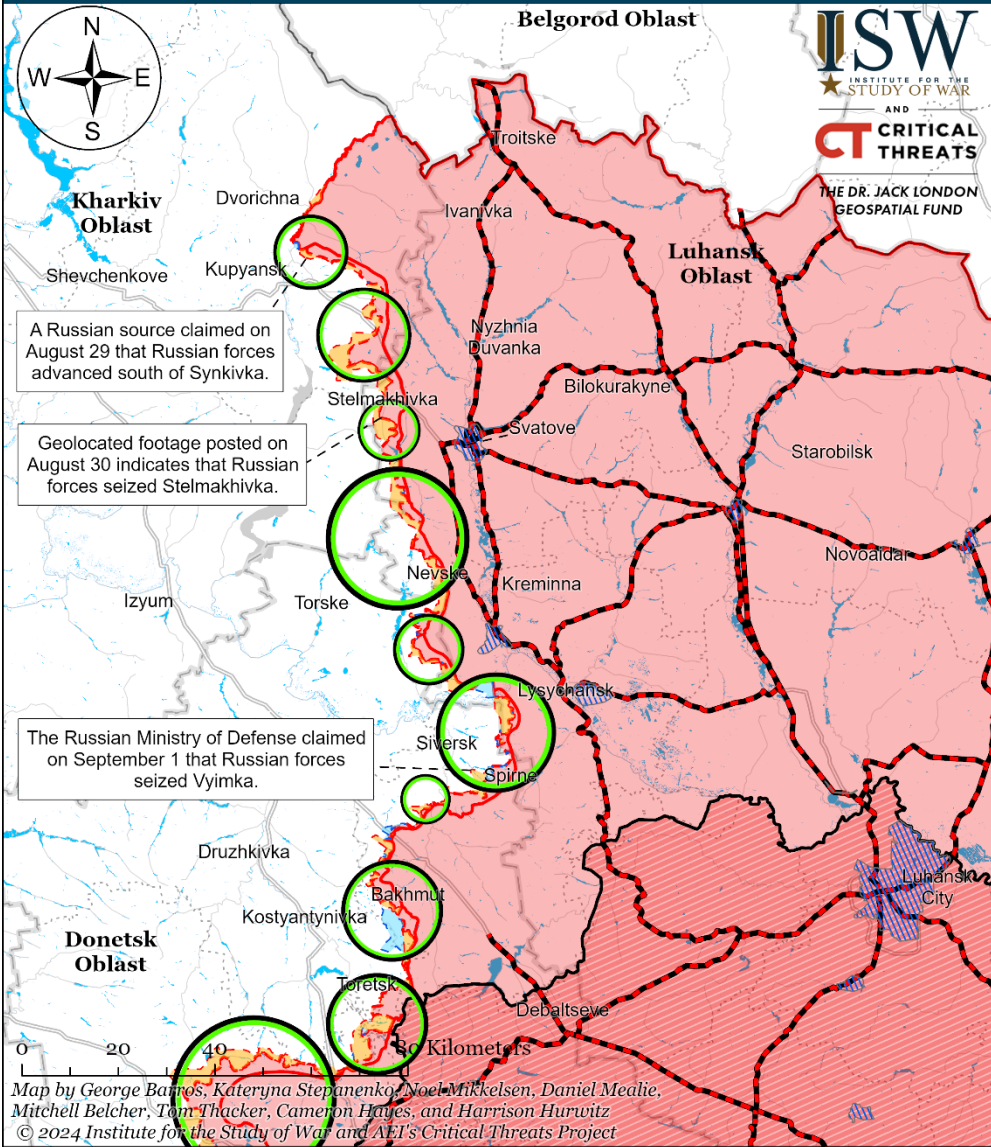 Belgorod Oblast
N
W
E
S
ISW
INSTITUTE FOR THE
STUDY OF WAR
AND
CT CRITICAL
THREATS
THE DR. JACK LONDON
GEOSPATIAL FUND
Troitske
Kharkiv
Oblast
Dvorichna
Ivanivka
Luhansk
Oblast
Shevchenkove
Kupyansk
A Russian source claimed on
August 29 that Russian forces
advanced south of Synkivka.
Nyzhnia
Duvanka
Bilokurakyne
Stelmakhivka
Svatove
Geolocated footage posted on
August 30 indicates that Russian
forces seized Stelmakhivka.
Starobilsk
Novoaidar
Nevske
Kreminna
Izyum
Torske
Lysychansk
The Russian Ministry of Defense claimed
on September 1 that Russian forces
seized Vyimka.
Siversk
Spirne
Druzhkivka
Bakhmut
Luhansk
City
Kostyantynivka
Donetsk
Oblast
Toretsk
Debaltseve
0 20 40 80 Kilometers
Map by George Barros, Kateryna Stepanenko, Noel Mikkelsen, Daniel Mealie,
Mitchell Belcher, Tom Thacker, Cameron Hayes, and Harrison Hurwitz
© 2024 Institute for the Study of War and AEI's Critical Threats Project